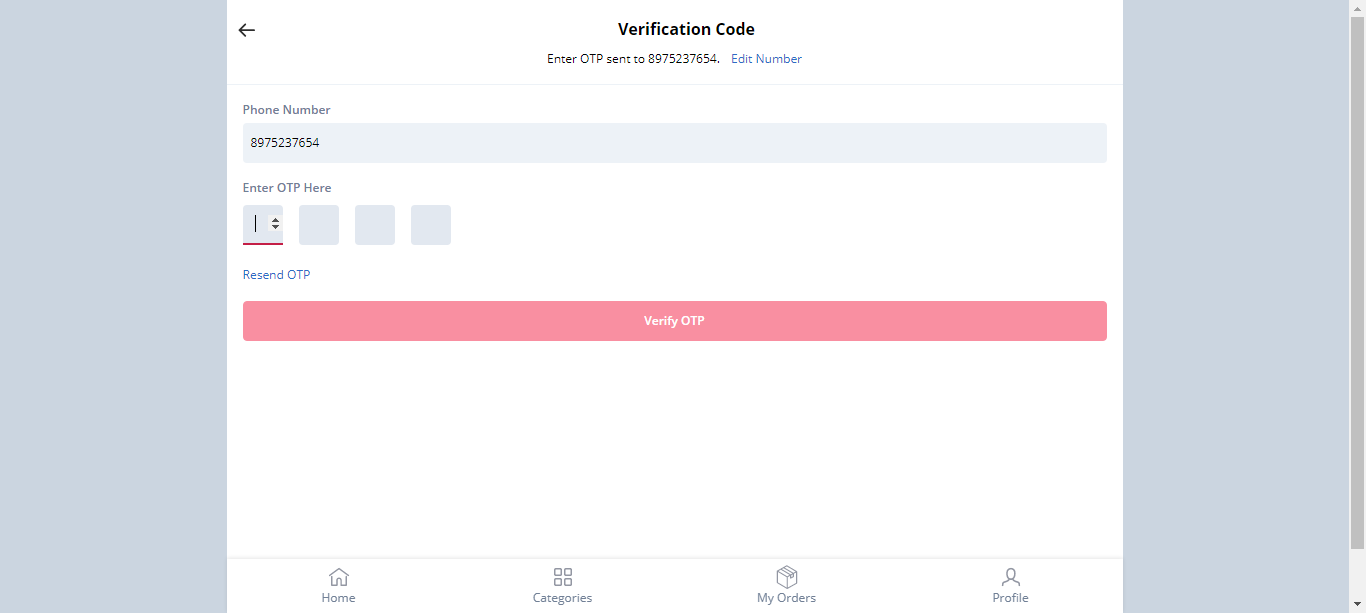 Verification Code
Enter OTP sent to 8975237654. Edit Number
Phone Number
8975237654
Enter OTP Here
Resend OTP
Verify OTP
Home Categories My Orders Profile